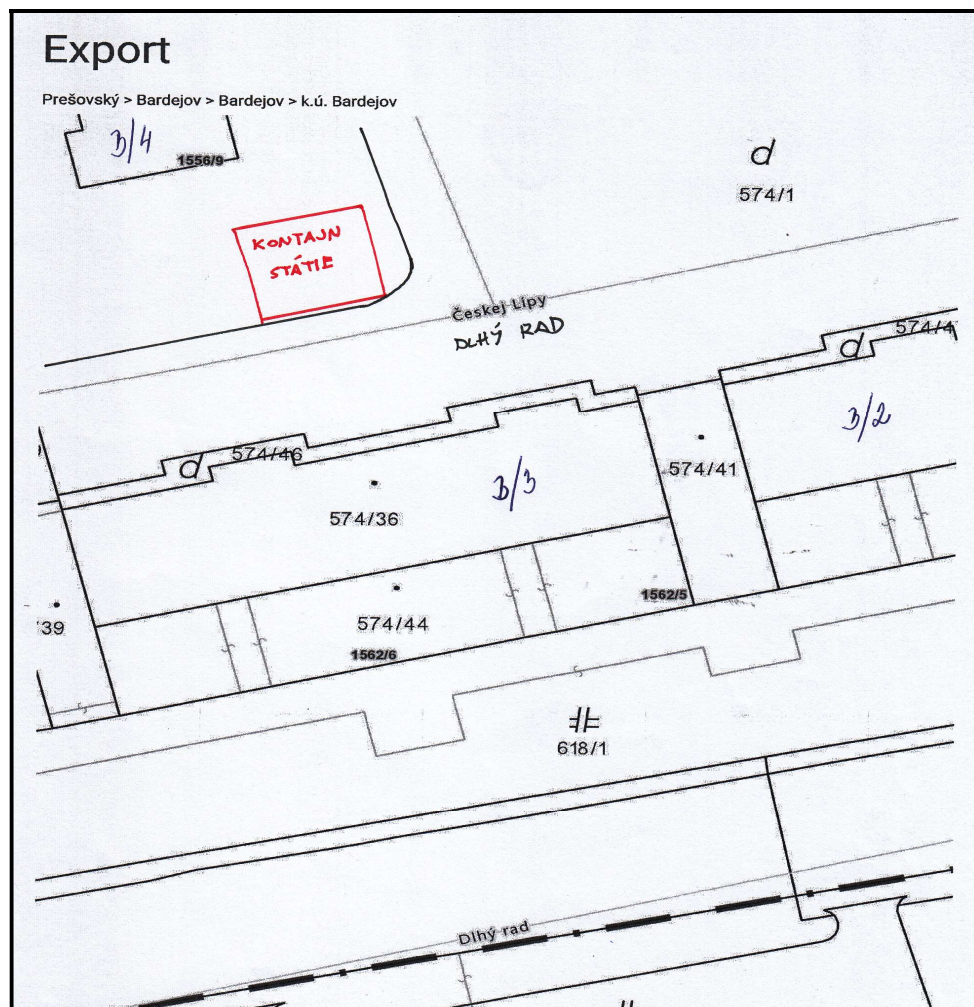 Export
Prešovský > Bardejov > Bardejov > k.ú. Bardejov
B/4
1556/9
d
574/1
KONTAJN
STÁTIE
Českej Lípy
DLHÝ RAD
574/4
d
B/2
574/46
d
574/41
B/3
574/36
1562/5
574/44
/39
1562/6
618/1
Dlhý rad